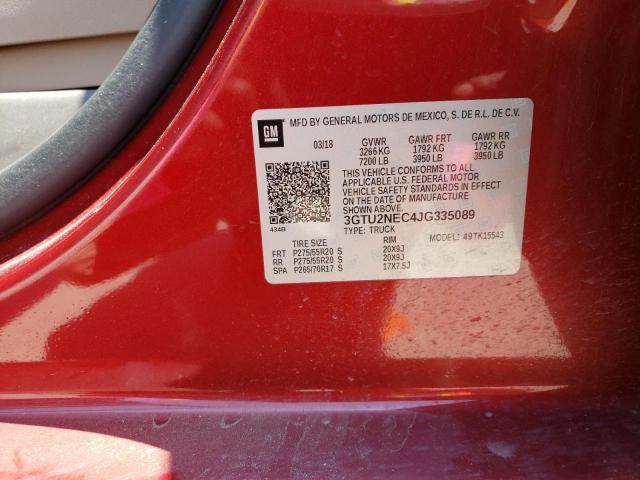 GM MFD BY GENERAL MOTORS DE MEXICO, S. DE R.L. DE C.V.
03/18 GVWR GAWR FRT GAWR RR
3266 KG 1792 KG 1792 KG
7200 LB 3950 LB 3950 LB
THIS VEHICLE CONFORMS TO ALL
APPLICABLE U.S. FEDERAL MOTOR
VEHICLE SAFETY STANDARDS IN EFFECT
ON THE DATE OF MANUFACTURE
SHOWN ABOVE.
3GTU2NEC4JG335089
434B TYPE: TRUCK MODEL: 49TK15543
TIRE SIZE RIM
FRT P275/55R20 S 20X9J
RR P275/55R20 S 20X9J
SPA P265/70R17 S 17X7.5J